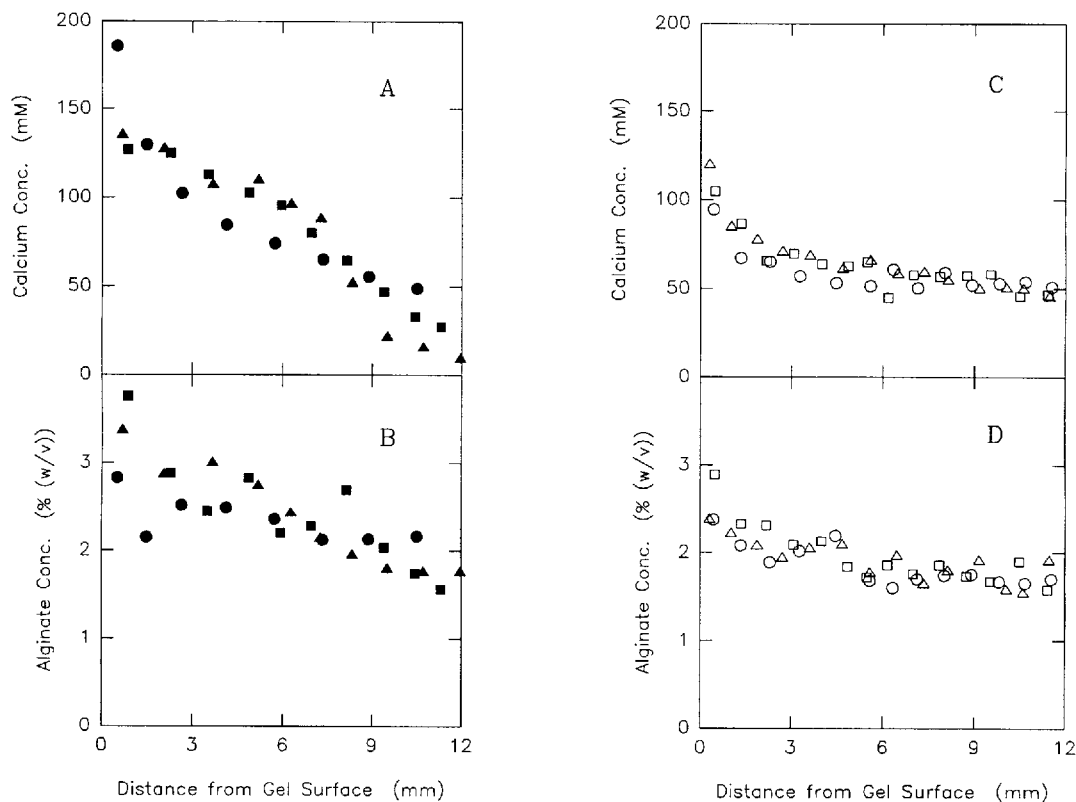 200
150
100
50
0
Calcium Conc. (mM)
A
3
2
1
0
Alginate Conc. (% (w/v))
B
0 3 6 9 12
Distance from Gel Surface (mm)
200
150
100
50
0
Calcium Conc. (mM)
C
3
2
1
0
Alginate Conc. (% (w/v))
D
0 3 6 9 12
Distance from Gel Surface (mm)